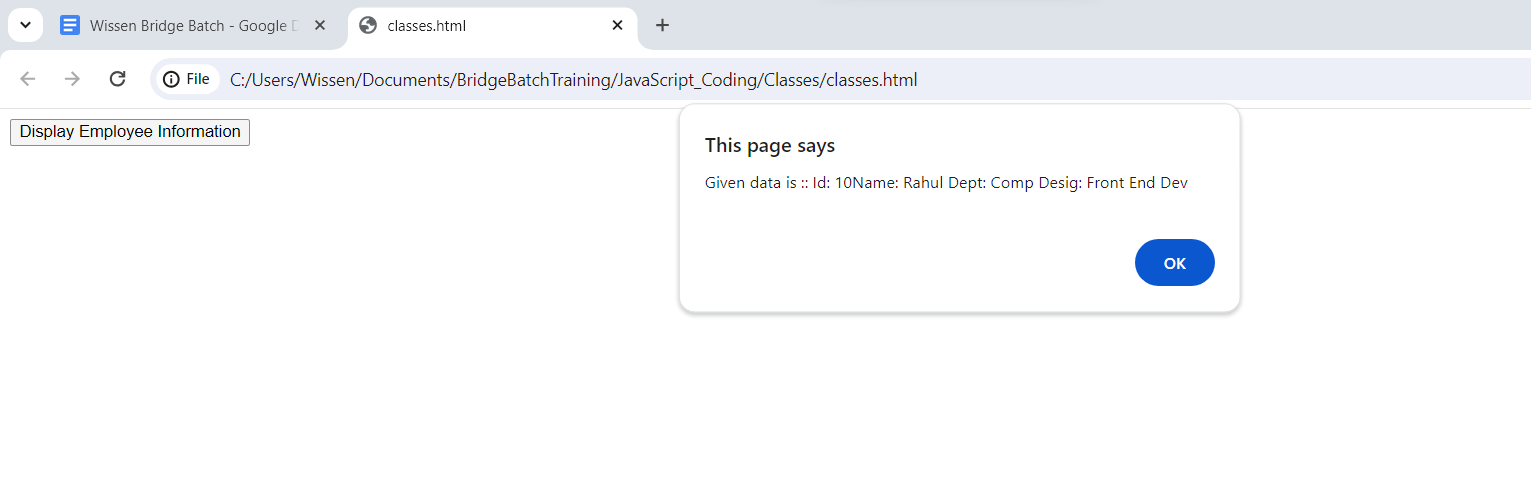 Wissen Bridge Batch - Google D
classes.html
File
C:/Users/Wissen/Documents/BridgeBatchTraining/JavaScript_Coding/Classes/classes.html
Display Employee Information
This page says
Given data is :: Id: 10Name: Rahul Dept: Comp Desig: Front End Dev
OK